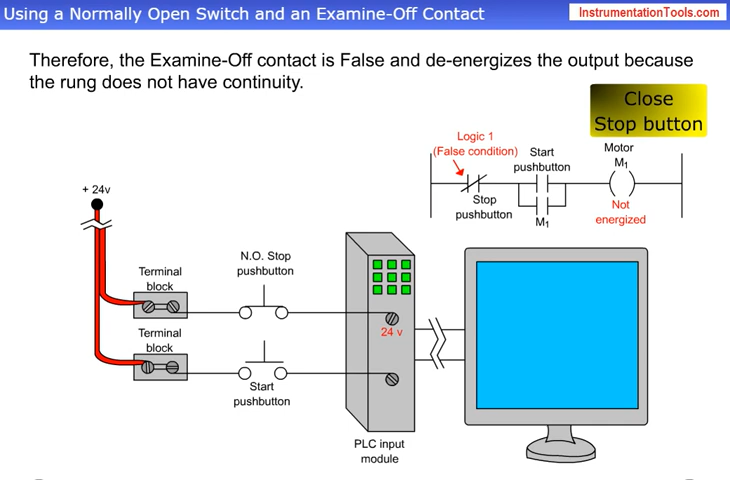 Using a Normally Open Switch and an Examine-Off Contact
InstrumentationTools.com
Therefore, the Examine-Off contact is False and de-energizes the output because
the rung does not have continuity.
Close
Stop button
Logic 1
(False condition)
Start
pushbutton
Motor
M1
Stop
pushbutton
M1
Not
energized
+ 24v
Terminal
block
N.O. Stop
pushbutton
24 v
Terminal
block
Start
pushbutton
PLC input
module